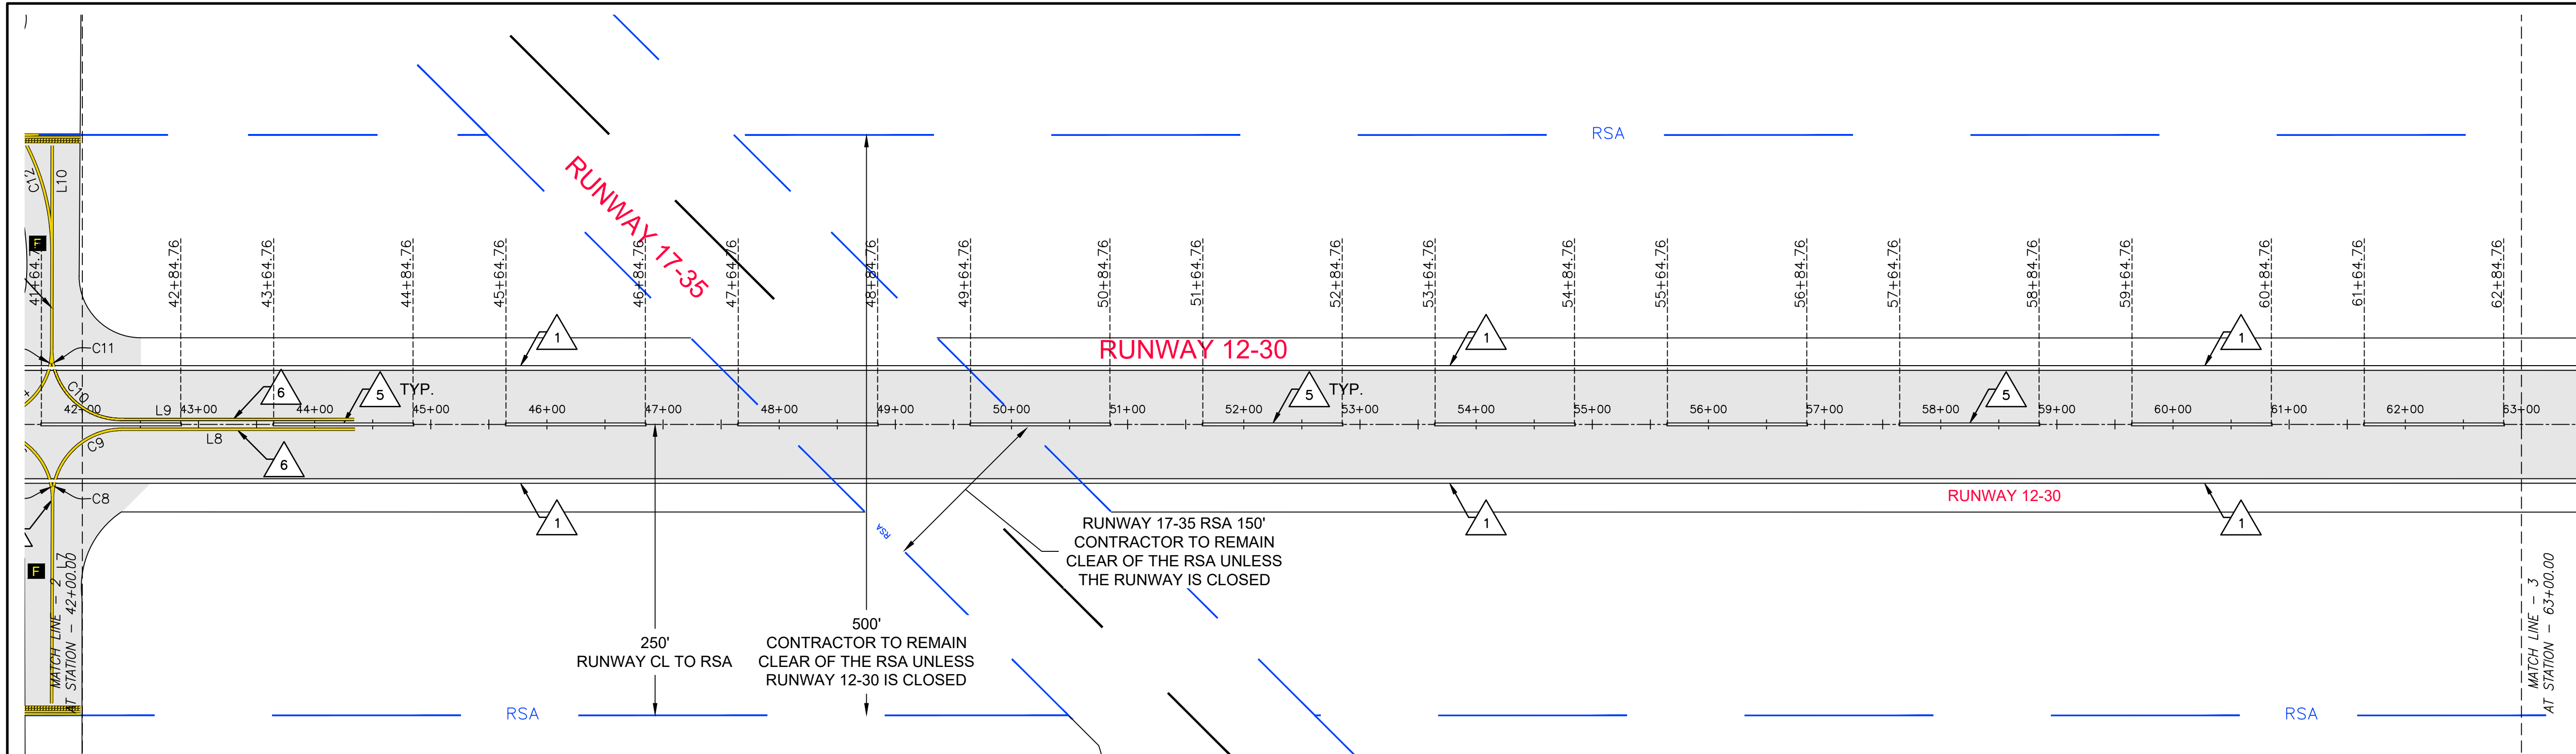 RSA
RUNWAY 17-35
C12
L10
F
41+64.76
42+84.76
43+64.76
44+84.76
45+64.76
46+84.76
47+64.76
48+84.76
49+64.76
50+84.76
51+64.76
52+84.76
53+64.76
54+84.76
55+64.76
56+84.76
57+64.76
58+84.76
59+64.76
60+84.76
61+64.76
62+84.76
1
1
1
C11
RUNWAY 12-30
C10
6
5
TYP.
5
TYP.
5
L9
42+00
43+00
44+00
45+00
46+00
47+00
48+00
49+00
50+00
51+00
52+00
53+00
54+00
55+00
56+00
57+00
58+00
59+00
60+00
61+00
62+00
63+00
C9
L8
6
C8
1
1
1
RUNWAY 12-30
RSA
RUNWAY 17-35 RSA 150'
CONTRACTOR TO REMAIN
CLEAR OF THE RSA UNLESS
THE RUNWAY IS CLOSED
F
L7
MATCH LINE - 2
AT STATION - 42+00.00
250'
RUNWAY CL TO RSA
500'
CONTRACTOR TO REMAIN
CLEAR OF THE RSA UNLESS
RUNWAY 12-30 IS CLOSED
MATCH LINE - 3
AT STATION - 63+00.00
RSA
RSA